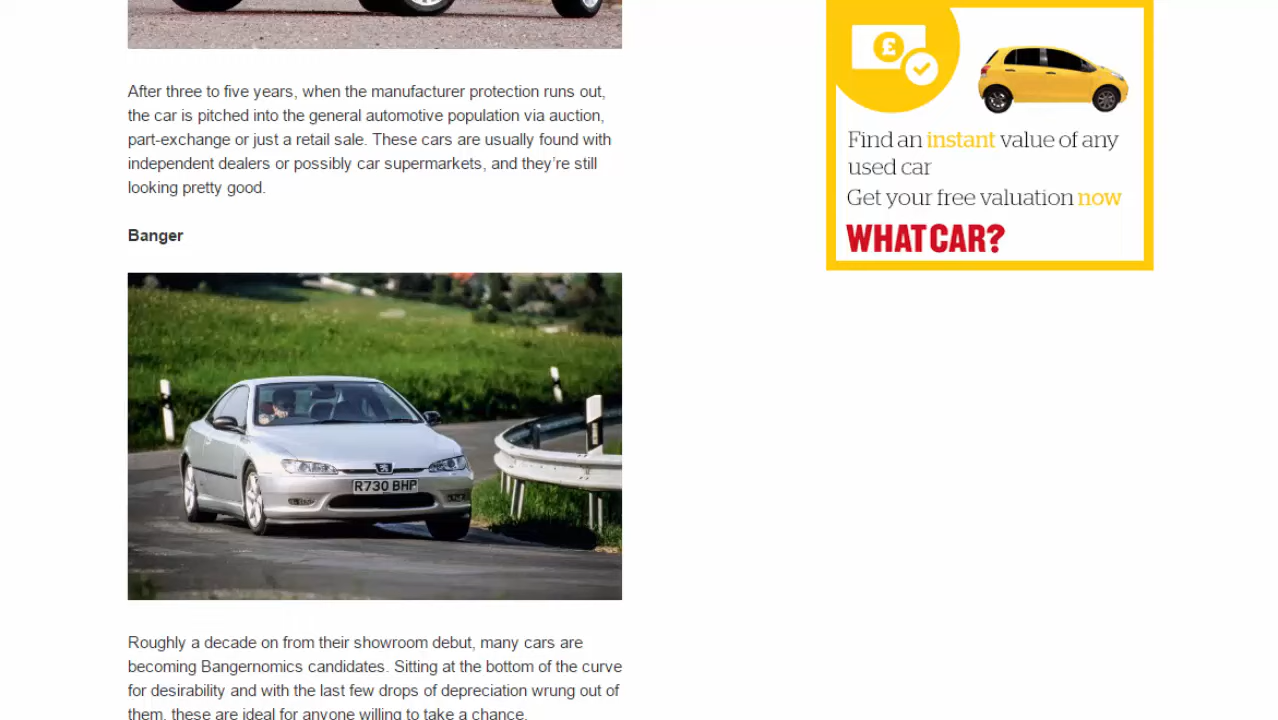 After three to five years, when the manufacturer protection runs out,
the car is pitched into the general automotive population via auction,
part-exchange or just a retail sale. These cars are usually found with
independent dealers or possibly car supermarkets, and they're still
looking pretty good.
Banger
R730 BHP
Roughly a decade on from their showroom debut, many cars are
becoming Bangernomics candidates. Sitting at the bottom of the curve
for desirability and with the last few drops of depreciation wrung out of
them, these are ideal for anyone willing to take a chance.
£
Find an instant value of any
used car
Get your free valuation now
WHAT CAR?